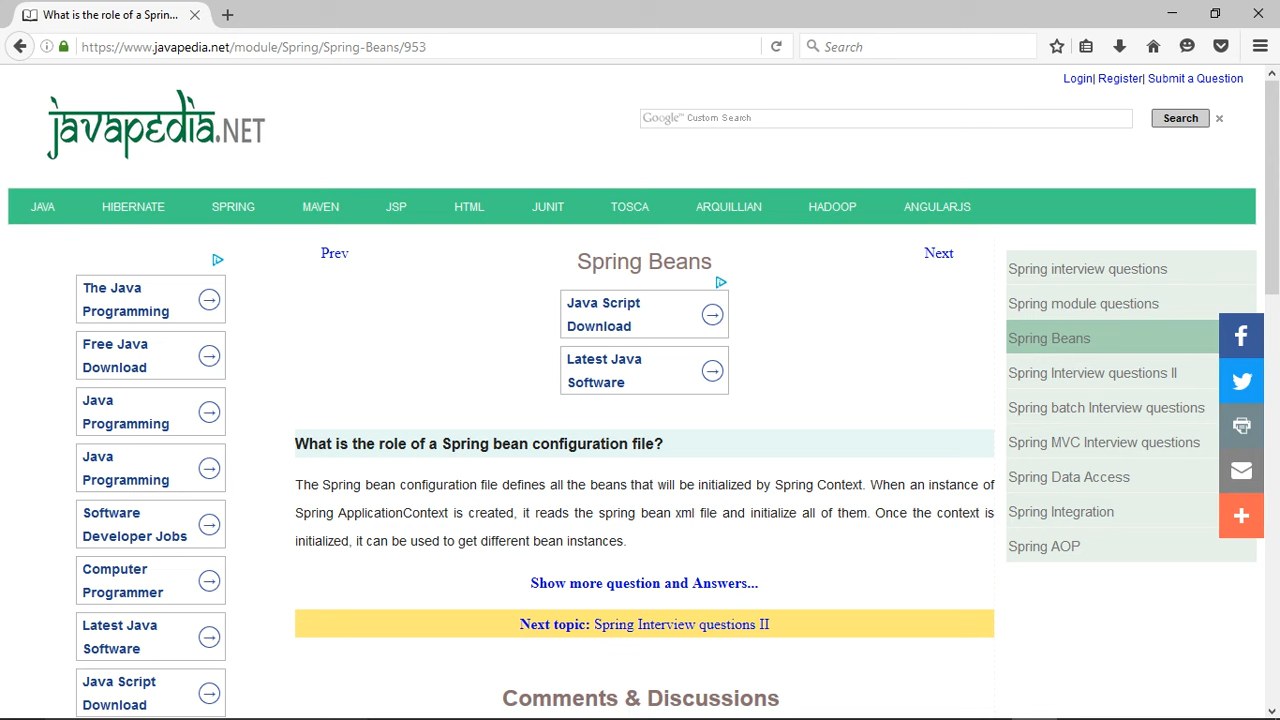 What is the role of a Sprin...
https://www.javapedia.net/module/Spring/Spring-Beans/953
Search
Login| Register| Submit a Question
javapedia.NET
Google™ Custom Search
Search
JAVA HIBERNATE SPRING MAVEN JSP HTML JUNIT TOSCA ARQUILLIAN HADOOP ANGULARJS
The Java
Programming
Free Java
Download
Java
Programming
Java
Programming
Software
Developer Jobs
Computer
Programmer
Latest Java
Software
Java Script
Download
Prev
Spring Beans
Next
Java Script
Download
Latest Java
Software
What is the role of a Spring bean configuration file?
The Spring bean configuration file defines all the beans that will be initialized by Spring Context. When an instance of
Spring ApplicationContext is created, it reads the spring bean xml file and initialize all of them. Once the context is
initialized, it can be used to get different bean instances.
Show more question and Answers...
Next topic: Spring Interview questions II
Comments & Discussions
Spring interview questions
Spring module questions
Spring Beans
Spring Interview questions II
Spring batch Interview questions
Spring MVC Interview questions
Spring Data Access
Spring Integration
Spring AOP